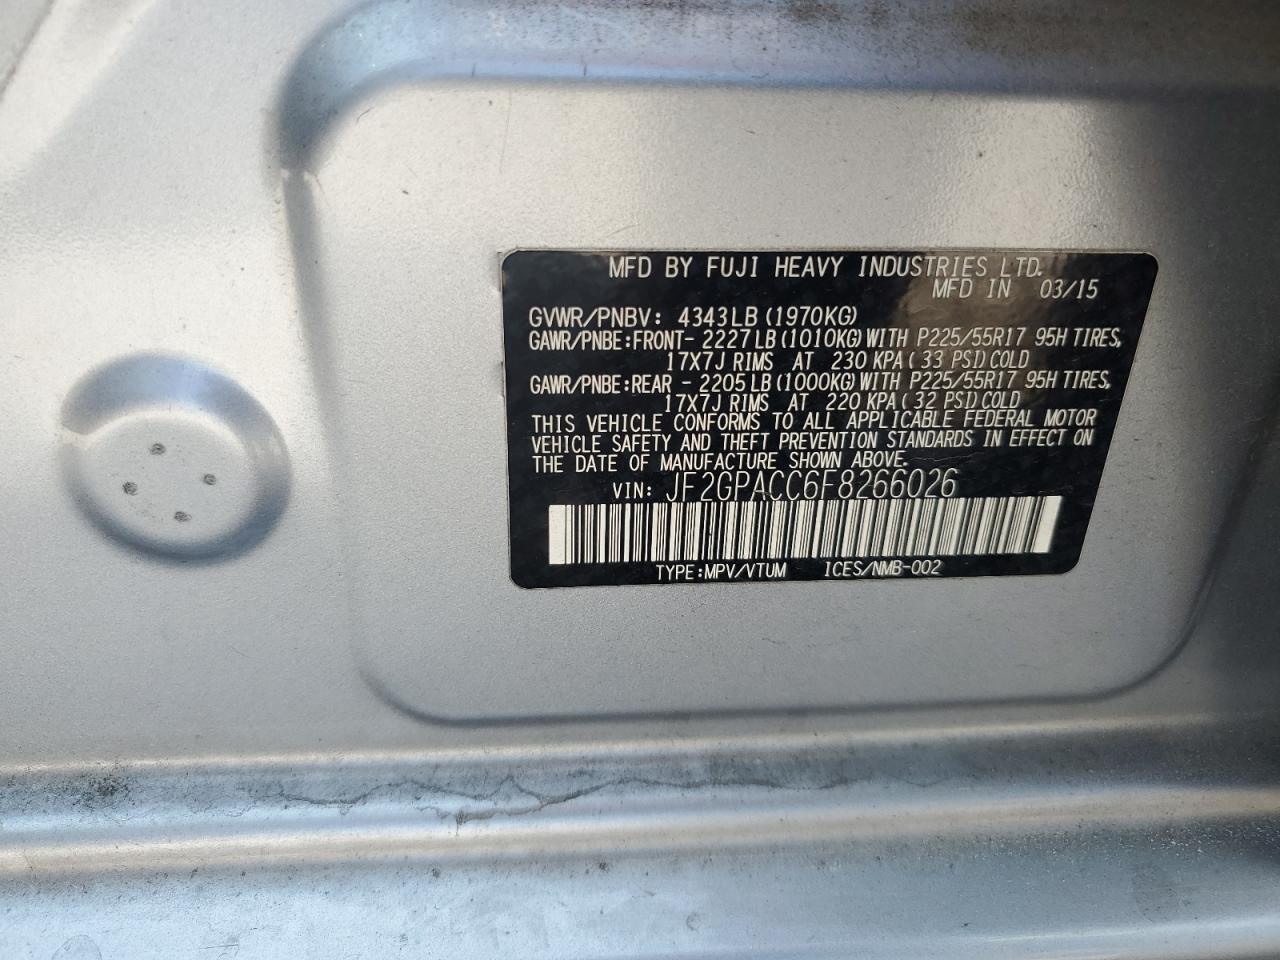 MFD BY FUJI HEAVY INDUSTRIES LTD.
MFD IN 03/15
GVWR/PNBV: 4343LB (1970KG)
GAWR/PNBE:FRONT- 2227LB (1010KG) WITH P225/55R17 95H TIRES,
17X7J RIMS AT 230 KPA ( 33 PSI) COLD
GAWR/PNBE:REAR - 2205LB (1000KG) WITH P225/55R17 95H TIRES,
17X7J RIMS AT 220 KPA ( 32 PSI) COLD
THIS VEHICLE CONFORMS TO ALL APPLICABLE FEDERAL MOTOR
VEHICLE SAFETY AND THEFT PREVENTION STANDARDS IN EFFECT ON
THE DATE OF MANUFACTURE SHOWN ABOVE.
VIN: JF2GPACC6F8266026
TYPE:MPV/VTUM ICES/NMB-002